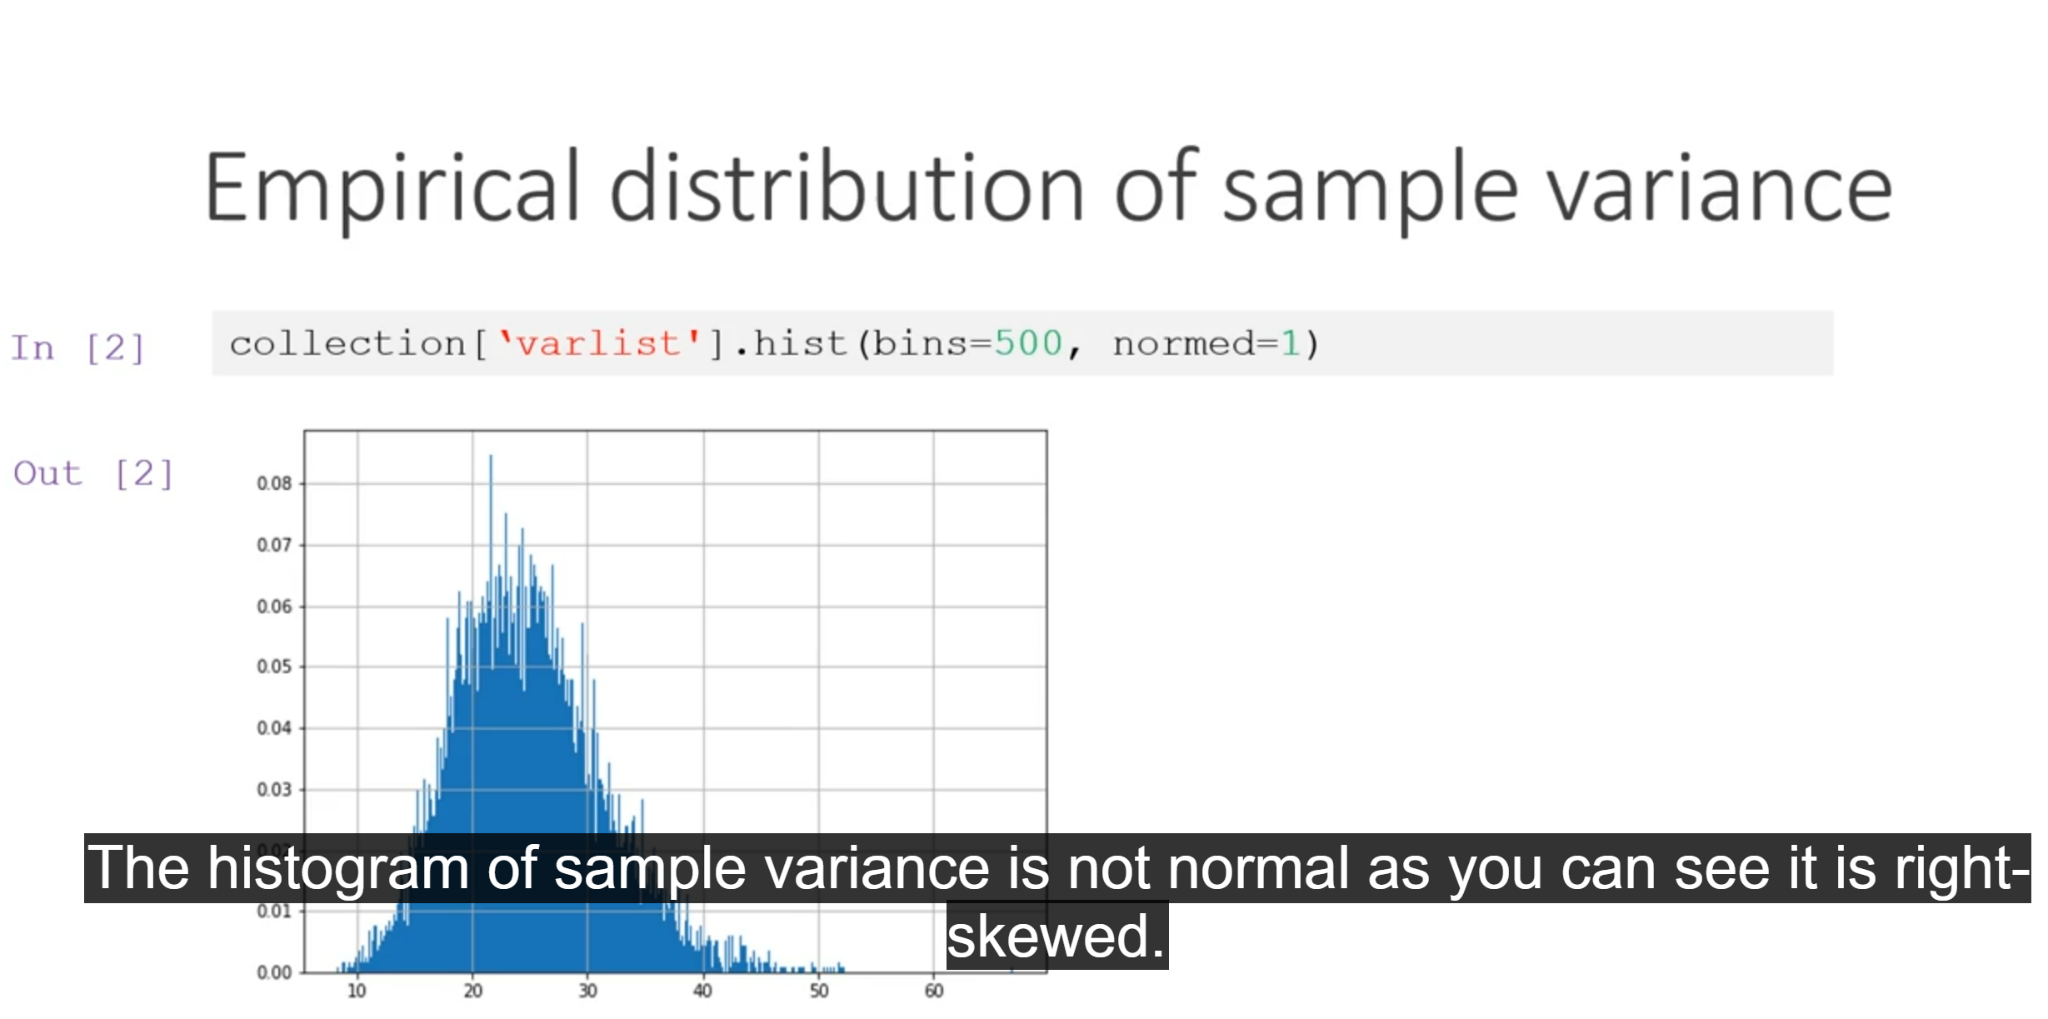 Empirical distribution of sample variance
In [2]
collection[‘varlist'].hist(bins=500, normed=1)
Out [2]
0.08
0.07
0.06
0.05
0.04
0.03
0.02
The histogram of sample variance is not normal as you can see it is right-
0.01
skewed.
0.00
10 20 30 40 50 60